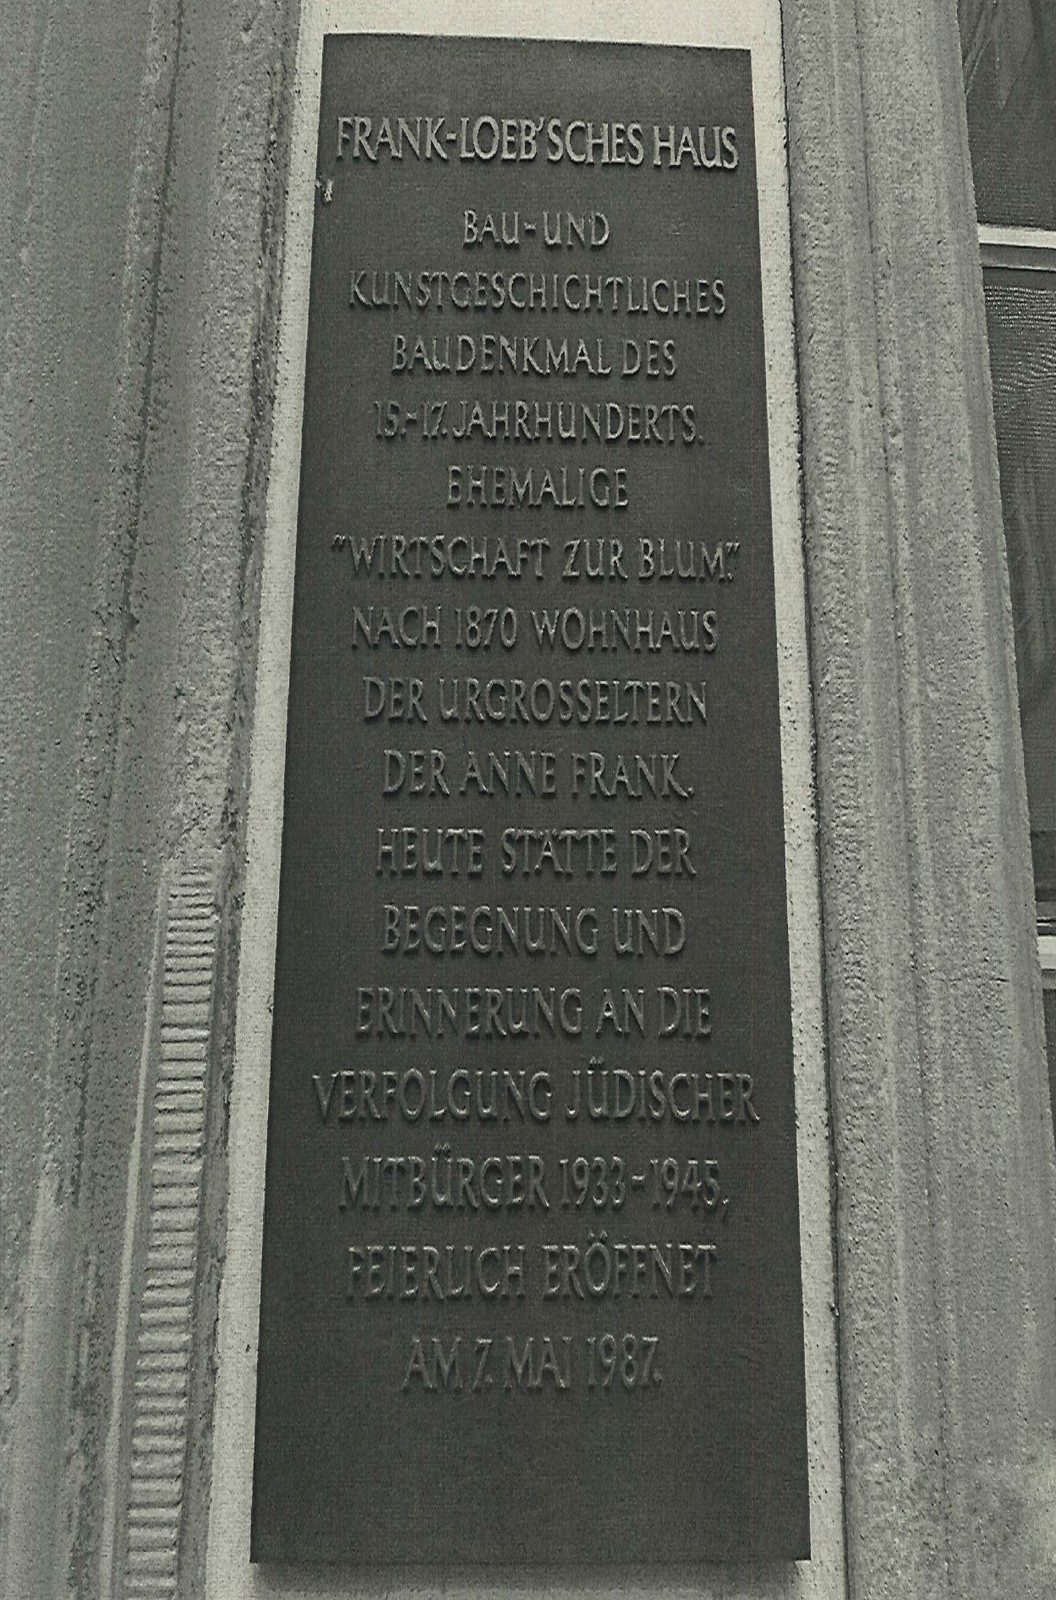 FRANK-LOEB'SCHES HAUS
BAU-UND
KUNSTGESCHICHTLICHES
BAUDENKMAL DES
15.-17. JAHRHUNDERTS.
EHEMALIGE
"WIRTSCHAFT ZUR BLUM."
NACH 1870 WOHNHAUS
DER URGROSSELTERN
DER ANNE FRANK.
HEUTE STÄTTE DER
BEGEGNUNG UND
ERINNERUNG AN DIE
VERFOLGUNG JÜDISCHER
MITBÜRGER 1933-1945,
FEIERLICH ERÖFFNET
AM 7. MAI 1987.